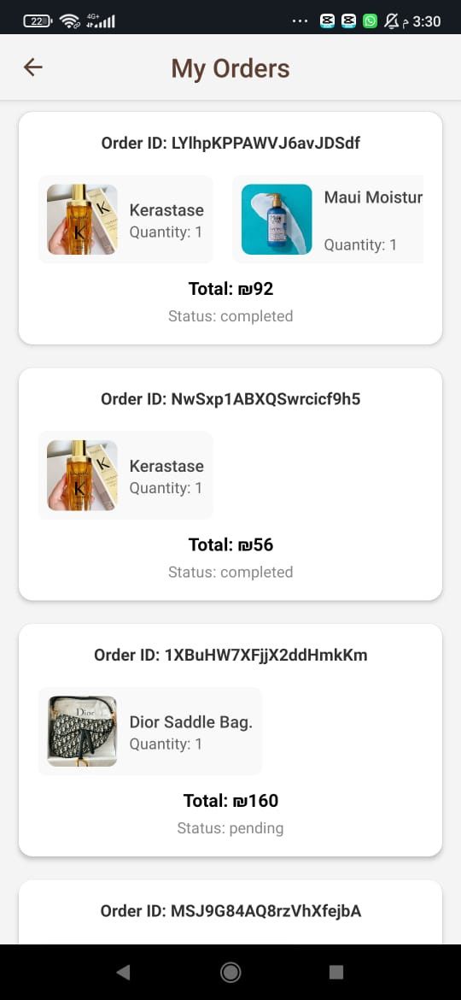 22
4G+
م 3:30
My Orders
Order ID: LYlhpKPPAWVJ6avJDSdf
Kerastase
Quantity: 1
Maui Moistur
Quantity: 1
Total: ₪92
Status: completed
Order ID: NwSxp1ABXQSwrcicf9h5
Kerastase
Quantity: 1
Total: ₪56
Status: completed
Order ID: 1XBuHW7XFjjX2ddHmkKm
Dior
Dior Saddle Bag.
Quantity: 1
Total: ₪160
Status: pending
Order ID: MSJ9G84AQ8rzVhXfejbA